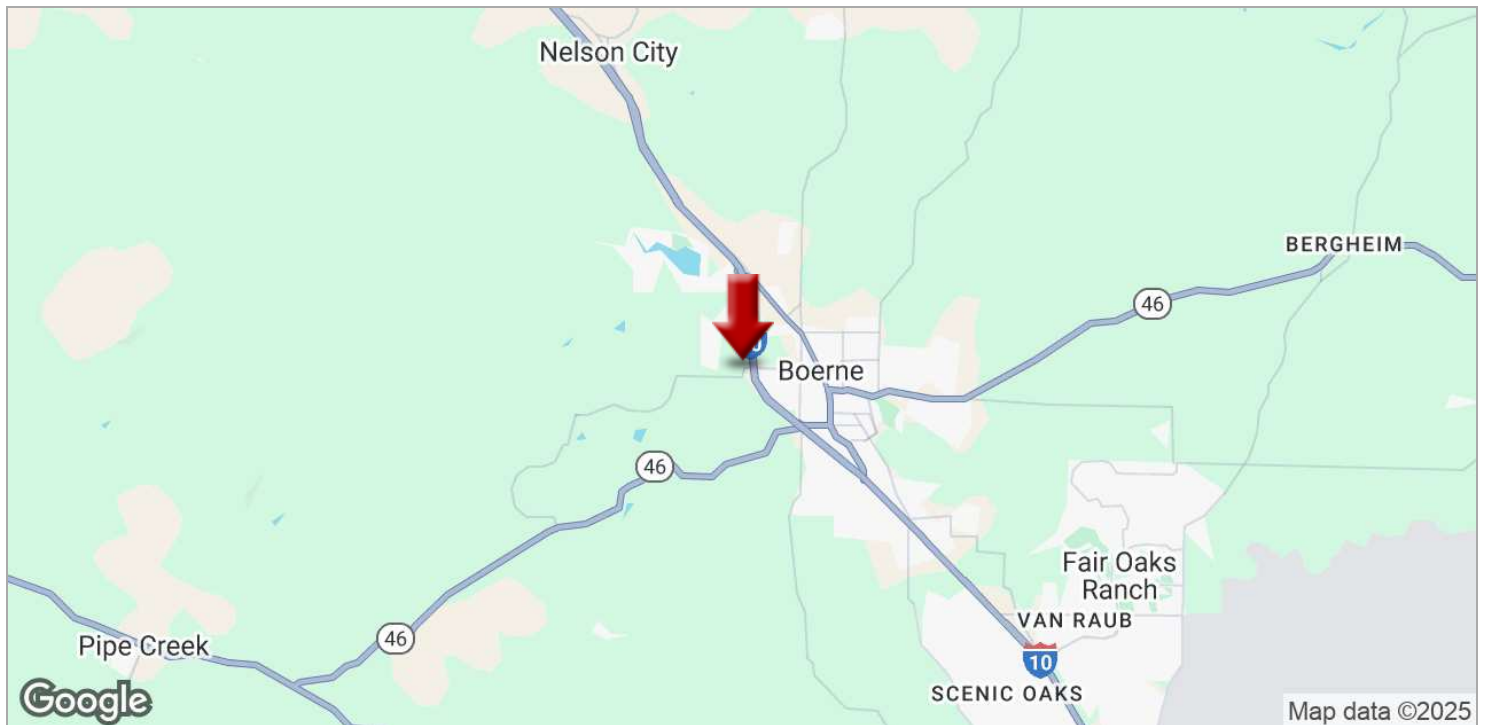 Nelson City
BERGHEIM
46
Boerne
46
Fair Oaks
Ranch
VAN RAUB
46
Pipe Creek
10
SCENIC OAKS
Google
Map data ©2025